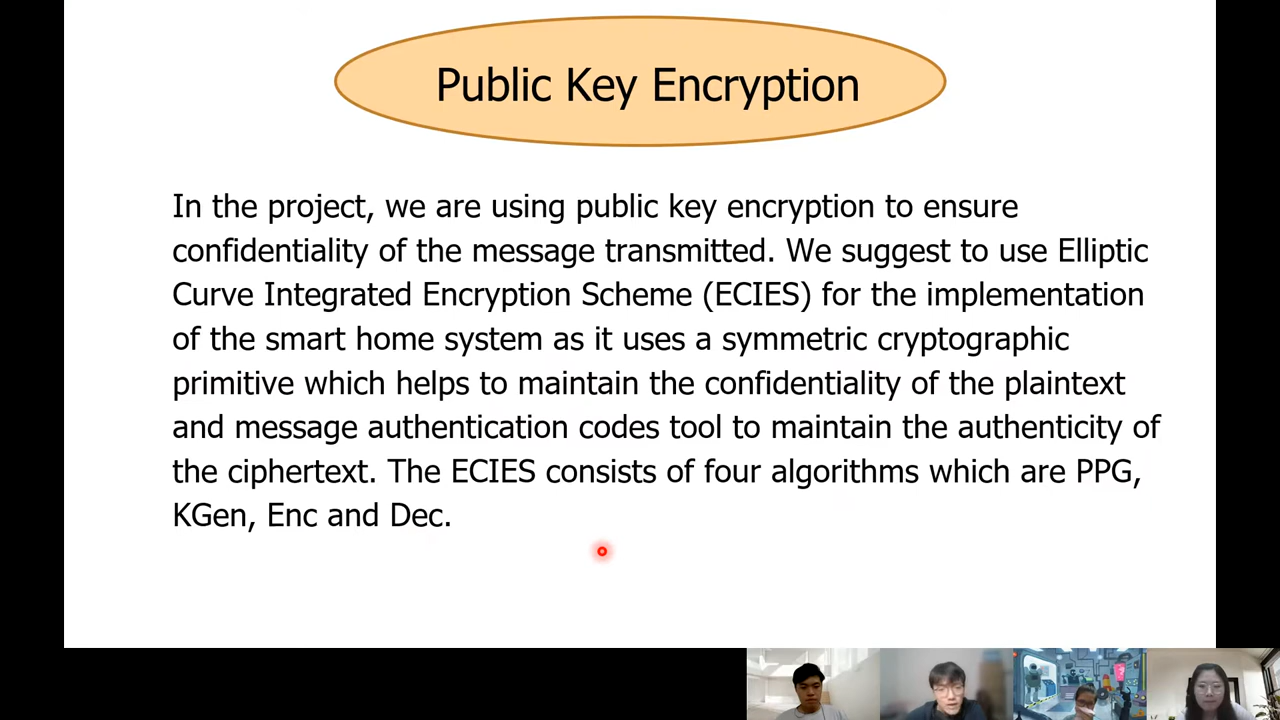 Public Key Encryption
In the project, we are using public key encryption to ensure
confidentiality of the message transmitted. We suggest to use Elliptic
Curve Integrated Encryption Scheme (ECIES) for the implementation
of the smart home system as it uses a symmetric cryptographic
primitive which helps to maintain the confidentiality of the plaintext
and message authentication codes tool to maintain the authenticity of
the ciphertext. The ECIES consists of four algorithms which are PPG,
KGen, Enc and Dec.